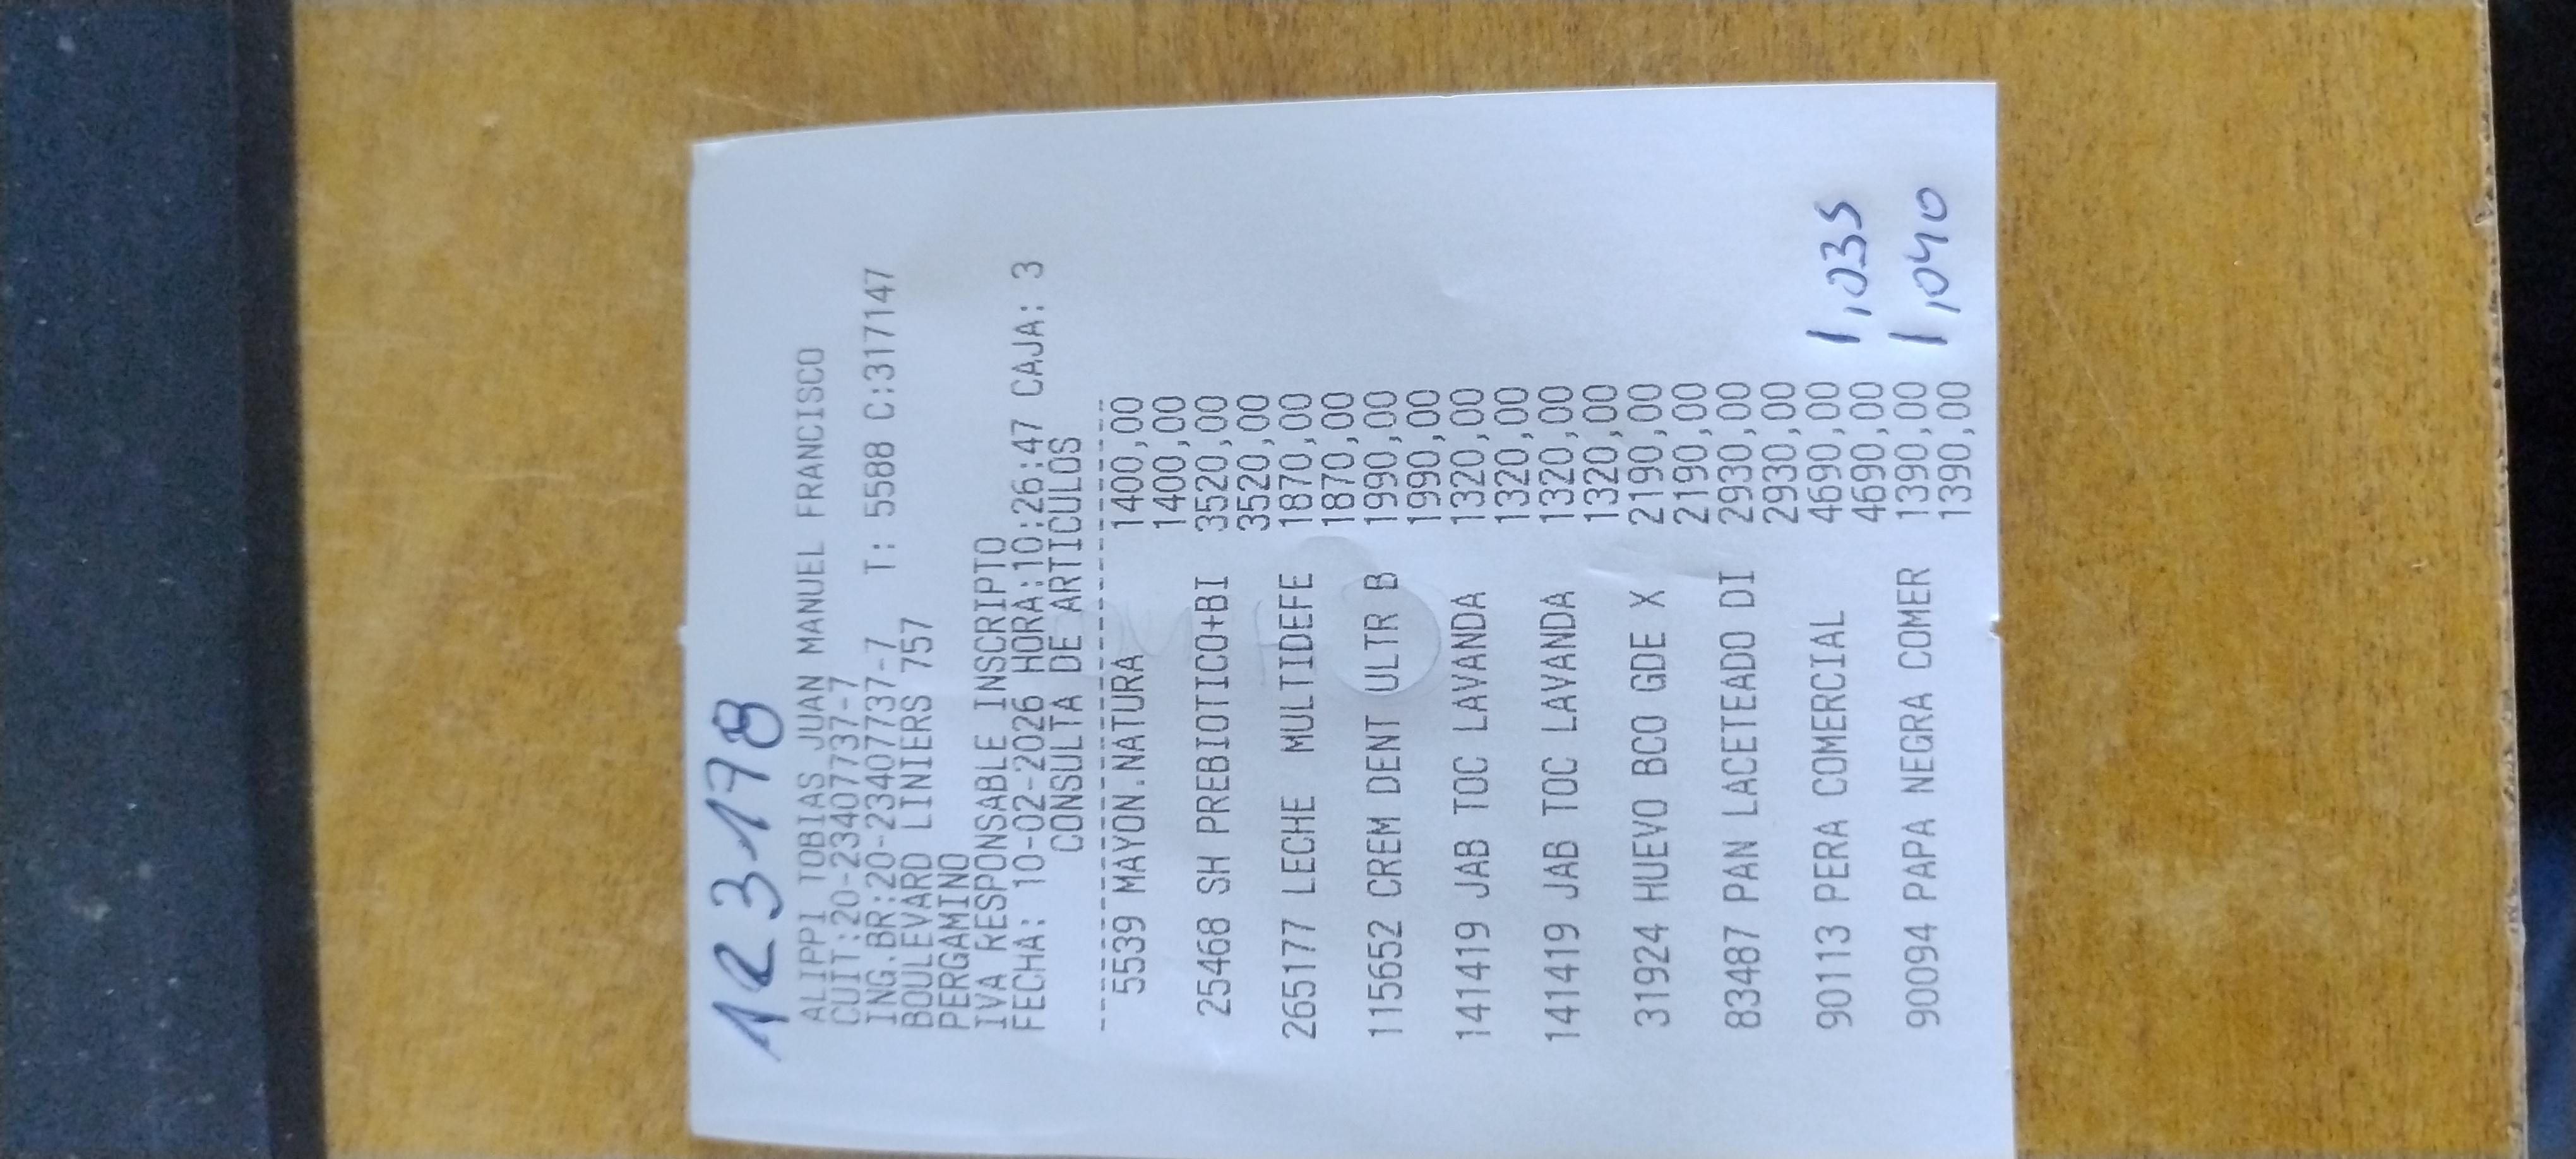 123178
ALIPPI TOBIAS JUAN MANUEL FRANCISCO
CUIT:20-23407737-7
ING.BR:20-23407737-7 T: 5588 C:317147
BOULEVARD LINIERS 757
PERGAMINO
IVA RESPONSABLE INSCRIPTO
FECHA: 10-02-2026 HORA:10:26:47 CAJA: 3
CONSULTA DE ARTICULOS
5539 MAYON.NATURA 1400,00
1400,00
25468 SH PREBIOTICO+BI 3520,00
3520,00
265177 LECHE MULTIDEFE 1870,00
1870,00
115652 CREM DENT ULTR B 1990,00
1990,00
141419 JAB TOC LAVANDA 1320,00
1320,00
141419 JAB TOC LAVANDA 1320,00
1320,00
31924 HUEVO BCO GDE X 2190,00
2190,00
83487 PAN LACETEADO DI 2930,00
2930,00
90113 PERA COMERCIAL 4690,00 1,035
4690,00
90094 PAPA NEGRA COMER 1390,00 1,040
1390,00